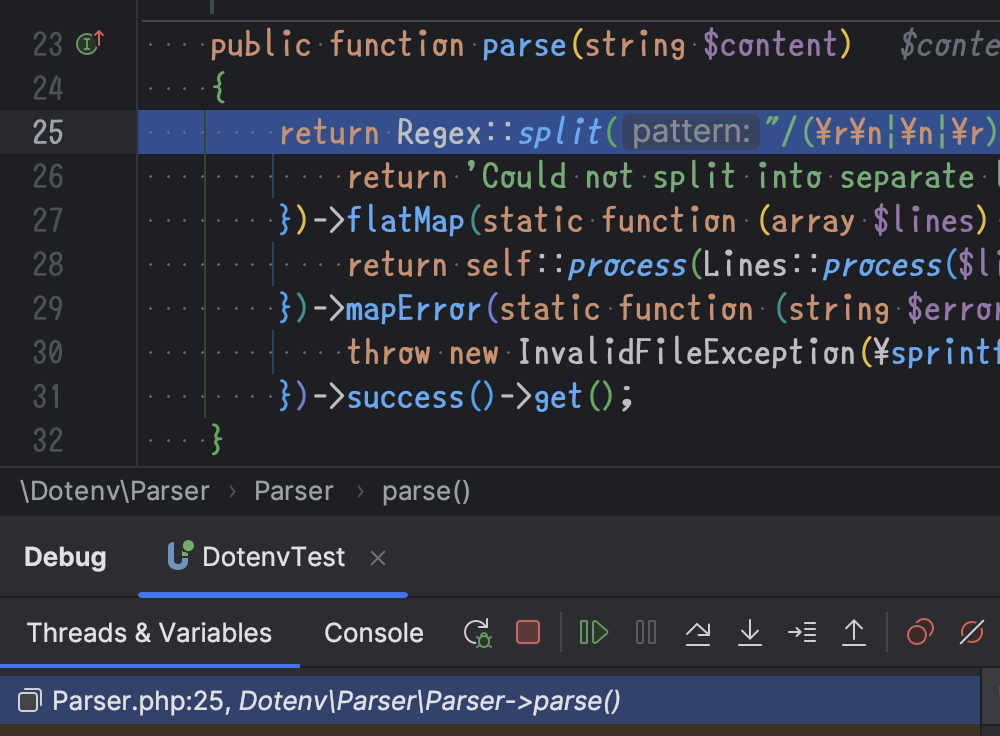 23 public function parse(string $content) $conte
24 {
25 return Regex::split( pattern: "/(¥r¥n|¥n|¥r)
26 return 'Could not split into separate l
27 })->flatMap(static function (array $lines)
28 return self::process(Lines::process($li
29 })->mapError(static function (string $error
30 throw new InvalidFileException(¥sprintf
31 })->success()->get();
32 }
\Dotenv\Parser › Parser › parse()
Debug DotenvTest ×
Threads & Variables Console
Parser.php:25, Dotenv\Parser\Parser->parse()